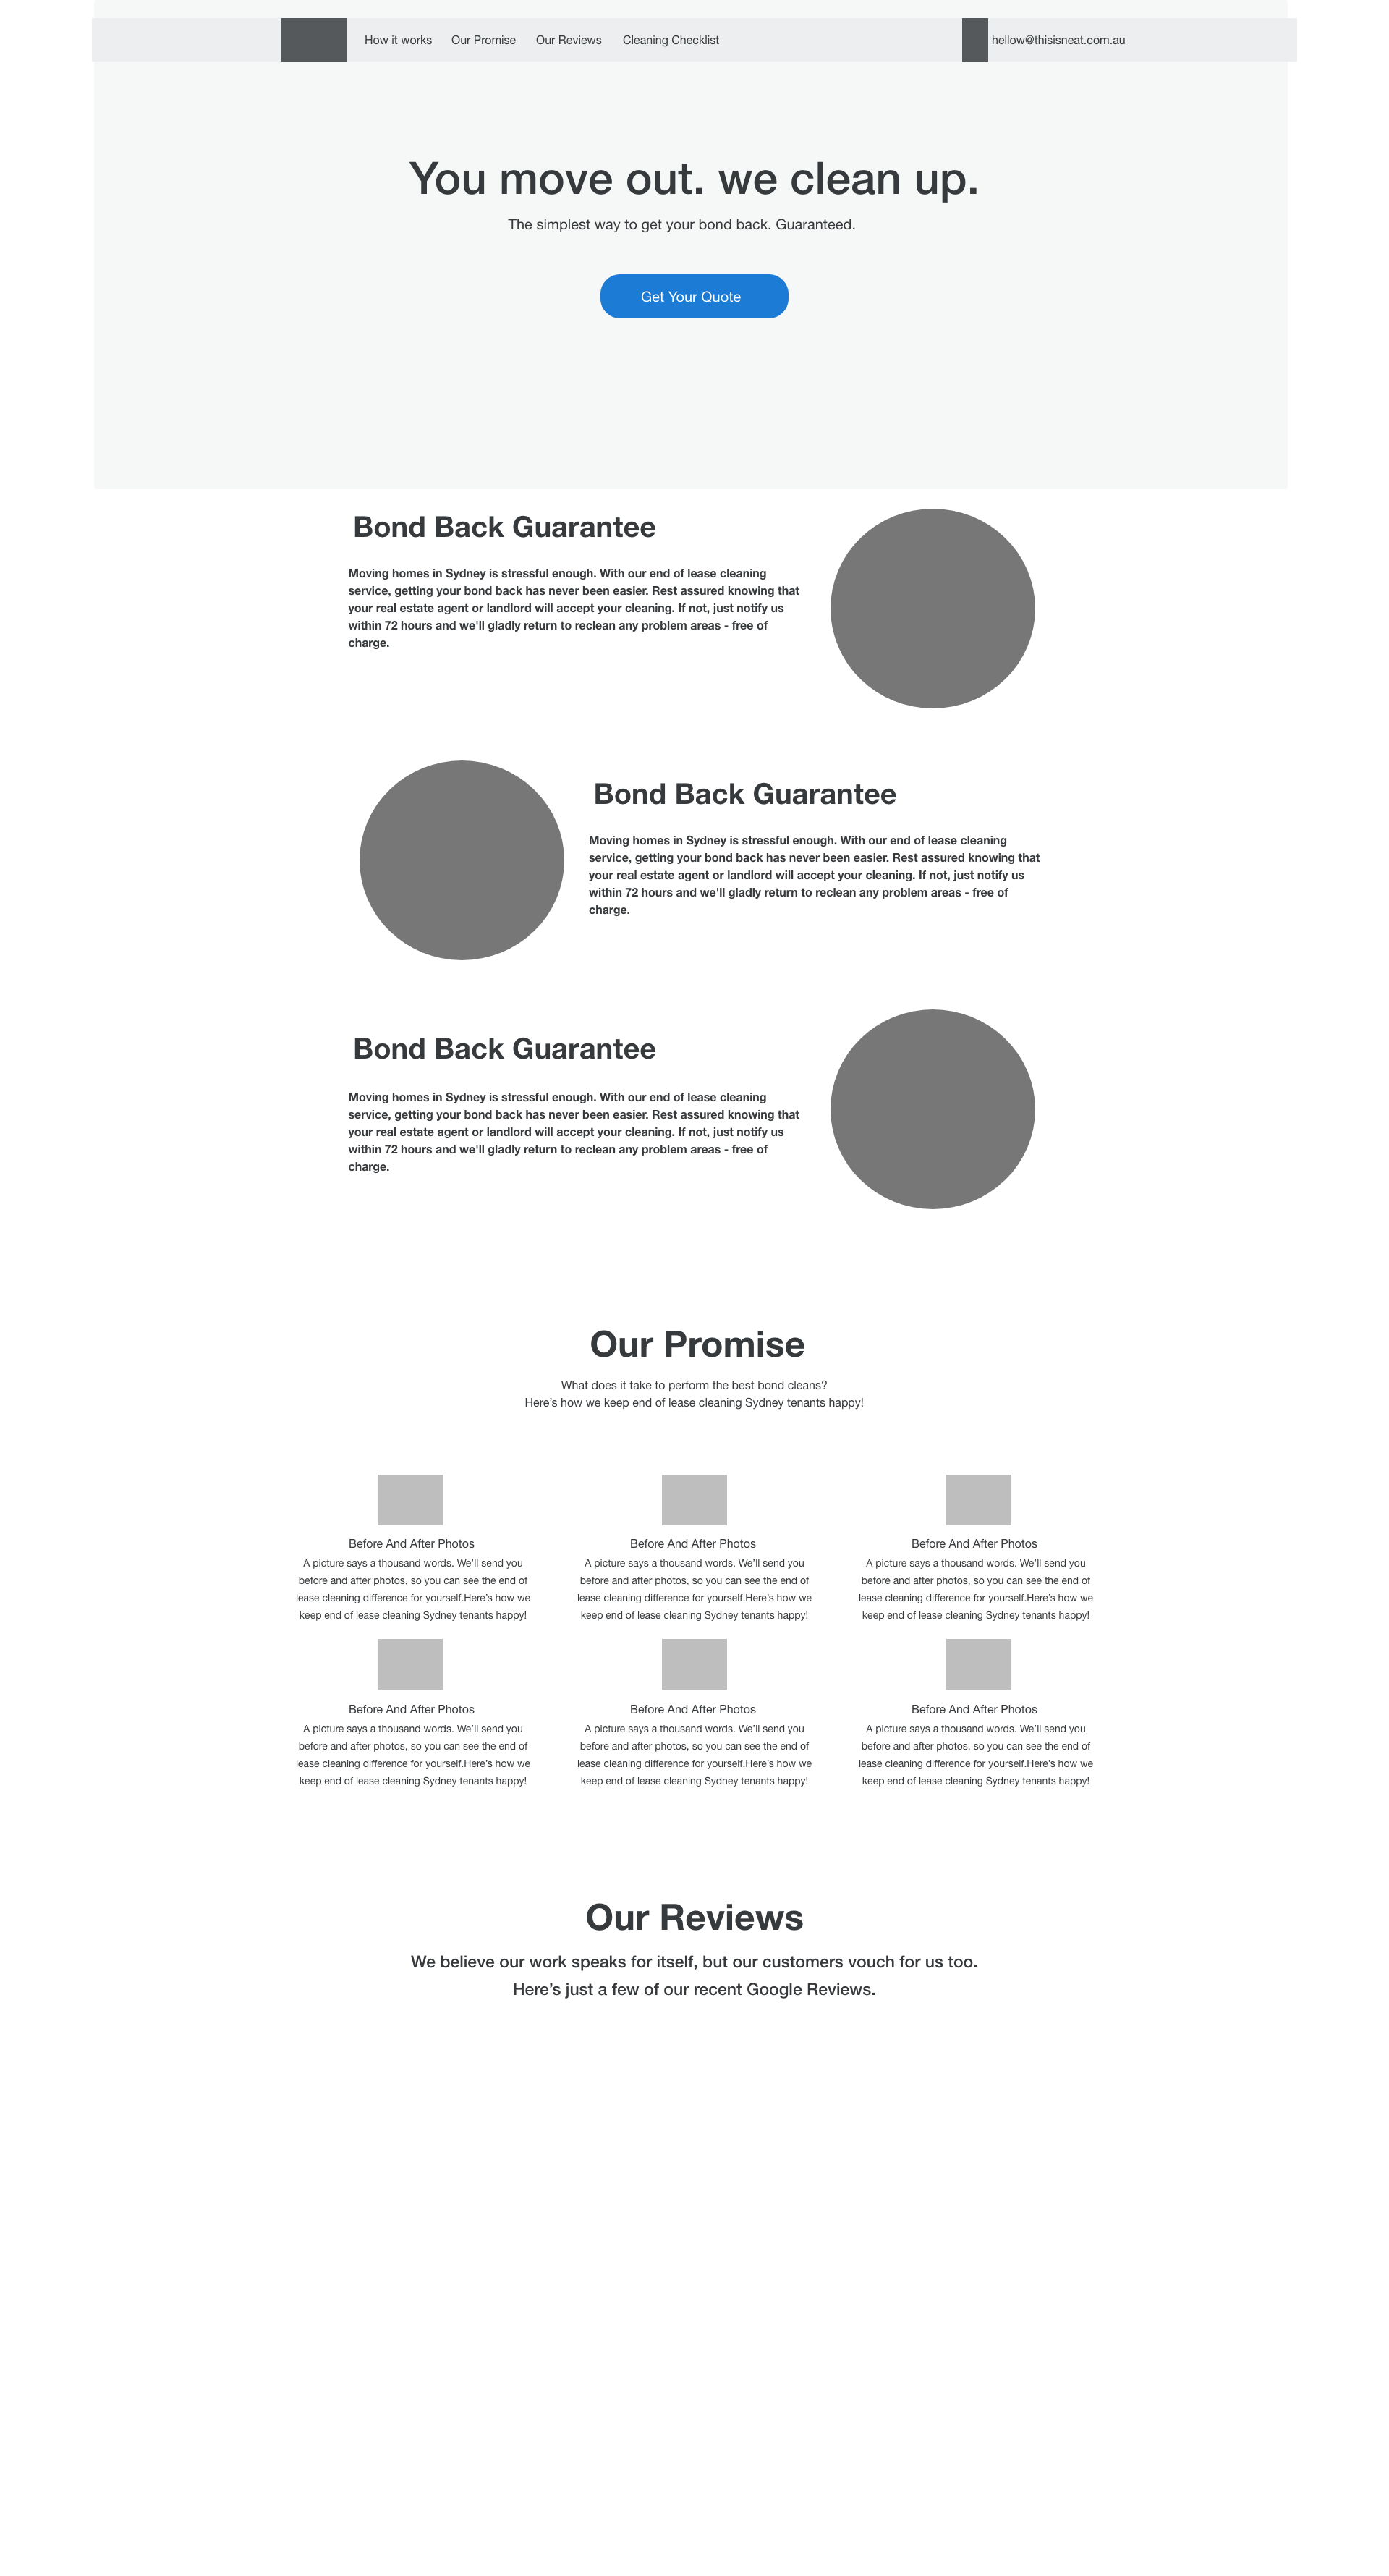 How it works Our Promise Our Reviews Cleaning Checklist hellow@thisisneat.com.au
You move out. we clean up.
The simplest way to get your bond back. Guaranteed.
Get Your Quote
Bond Back Guarantee
Moving homes in Sydney is stressful enough. With our end of lease cleaning
service, getting your bond back has never been easier. Rest assured knowing that
your real estate agent or landlord will accept your cleaning. If not, just notify us
within 72 hours and we'll gladly return to reclean any problem areas - free of
charge.
Bond Back Guarantee
Moving homes in Sydney is stressful enough. With our end of lease cleaning
service, getting your bond back has never been easier. Rest assured knowing that
your real estate agent or landlord will accept your cleaning. If not, just notify us
within 72 hours and we'll gladly return to reclean any problem areas - free of
charge.
Bond Back Guarantee
Moving homes in Sydney is stressful enough. With our end of lease cleaning
service, getting your bond back has never been easier. Rest assured knowing that
your real estate agent or landlord will accept your cleaning. If not, just notify us
within 72 hours and we'll gladly return to reclean any problem areas - free of
charge.
Our Promise
What does it take to perform the best bond cleans?
Here’s how we keep end of lease cleaning Sydney tenants happy!
Before And After Photos
A picture says a thousand words. We’ll send you
before and after photos, so you can see the end of
lease cleaning difference for yourself.Here’s how we
keep end of lease cleaning Sydney tenants happy!
Before And After Photos
A picture says a thousand words. We’ll send you
before and after photos, so you can see the end of
lease cleaning difference for yourself.Here’s how we
keep end of lease cleaning Sydney tenants happy!
Before And After Photos
A picture says a thousand words. We’ll send you
before and after photos, so you can see the end of
lease cleaning difference for yourself.Here’s how we
keep end of lease cleaning Sydney tenants happy!
Before And After Photos
A picture says a thousand words. We’ll send you
before and after photos, so you can see the end of
lease cleaning difference for yourself.Here’s how we
keep end of lease cleaning Sydney tenants happy!
Before And After Photos
A picture says a thousand words. We’ll send you
before and after photos, so you can see the end of
lease cleaning difference for yourself.Here’s how we
keep end of lease cleaning Sydney tenants happy!
Before And After Photos
A picture says a thousand words. We’ll send you
before and after photos, so you can see the end of
lease cleaning difference for yourself.Here’s how we
keep end of lease cleaning Sydney tenants happy!
Our Reviews
We believe our work speaks for itself, but our customers vouch for us too.
Here’s just a few of our recent Google Reviews.